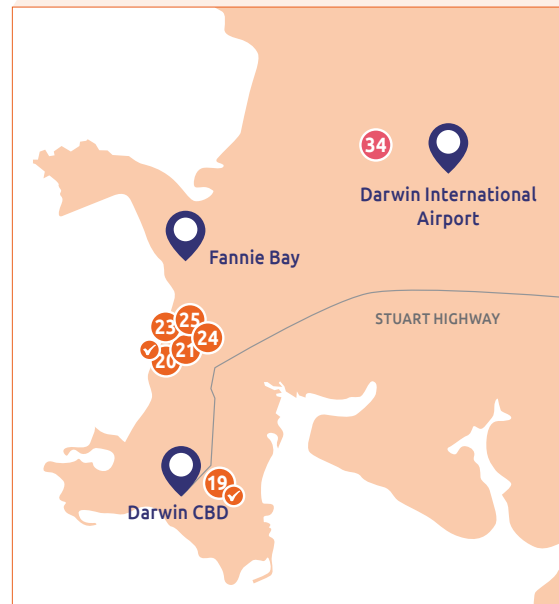 34
Darwin International
Airport
Fannie Bay
STUART HIGHWAY
25
23
24
21
20
19
Darwin CBD